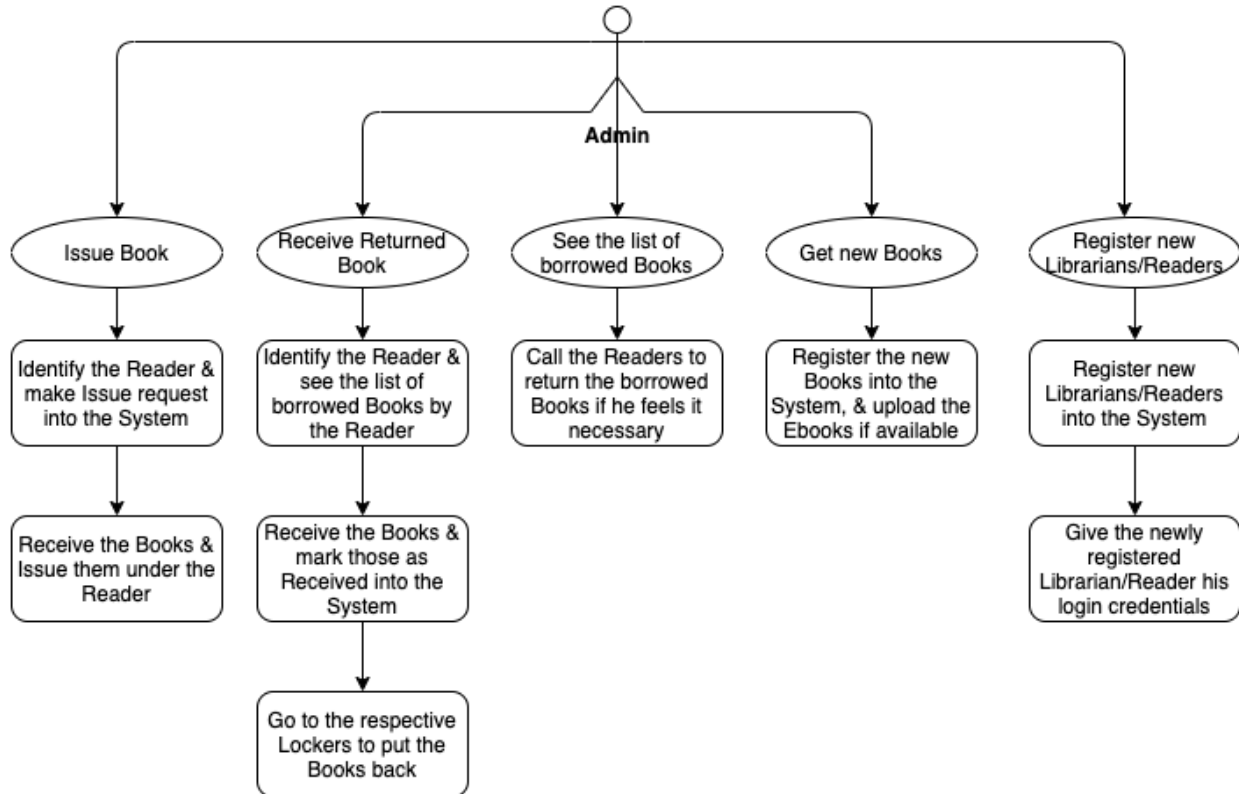 Admin
Issue Book
Receive Returned
Book
See the list of
borrowed Books
Get new Books
Register new
Librarians/Readers
Identify the Reader &
make Issue request
into the System
Identify the Reader &
see the list of
borrowed Books by
the Reader
Call the Readers to
return the borrowed
Books if he feels it
necessary
Register the new
Books into the
System, & upload the
Ebooks if available
Register new
Librarians/Readers
into the System
Receive the Books &
Issue them under the
Reader
Receive the Books &
mark those as
Received into the
System
Give the newly
registered
Librarian/Reader his
login credentials
Go to the respective
Lockers to put the
Books back